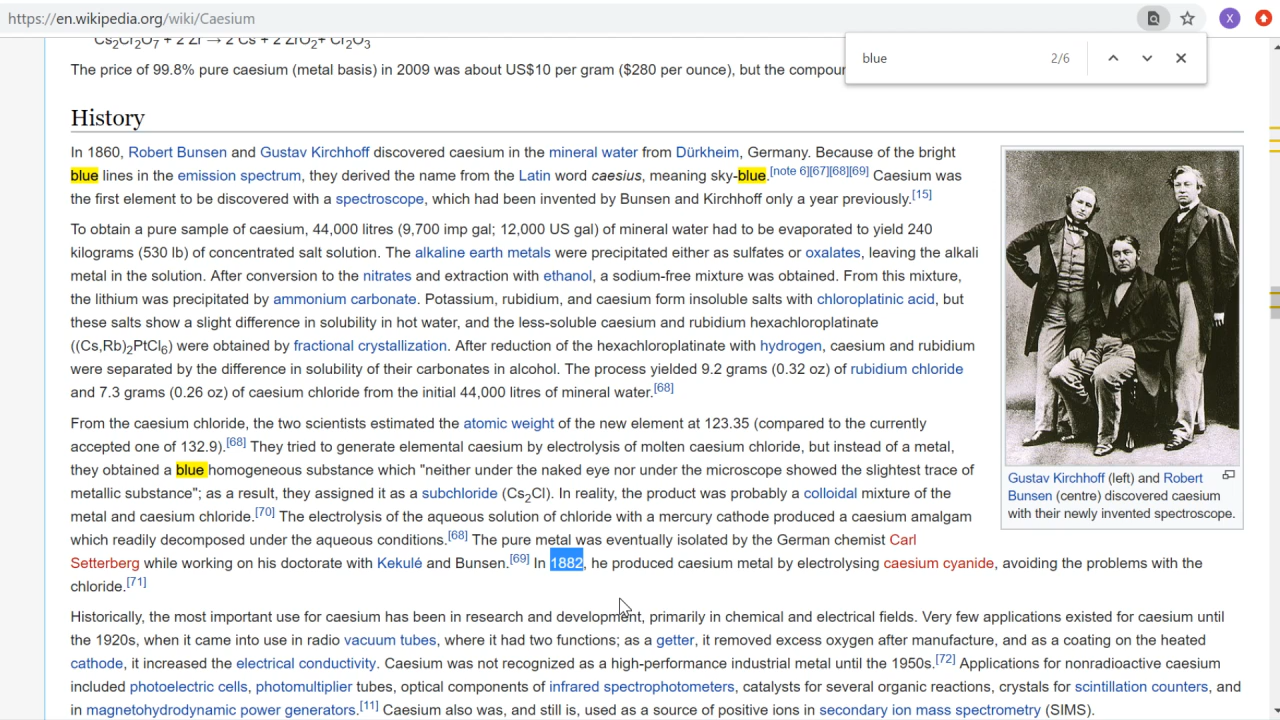 https://en.wikipedia.org/wiki/Caesium
X
blue 2/6
Cs2Cr2O7 + 2 Zr → 2 Cs + 2 ZrO2+ Cr2O3
The price of 99.8% pure caesium (metal basis) in 2009 was about US$10 per gram ($280 per ounce), but the
History
In 1860, Robert Bunsen and Gustav Kirchhoff discovered caesium in the mineral water from Dürkheim, Germany. Because of the bright
blue lines in the emission spectrum, they derived the name from the Latin word caesius, meaning sky-blue.[note 6][67][68][69] Caesium was
the first element to be discovered with a spectroscope, which had been invented by Bunsen and Kirchhoff only a year previously.[15]
To obtain a pure sample of caesium, 44,000 litres (9,700 imp gal; 12,000 US gal) of mineral water had to be evaporated to yield 240
kilograms (530 lb) of concentrated salt solution. The alkaline earth metals were precipitated either as sulfates or oxalates, leaving the alkali
metal in the solution. After conversion to the nitrates and extraction with ethanol, a sodium-free mixture was obtained. From this mixture,
the lithium was precipitated by ammonium carbonate. Potassium, rubidium, and caesium form insoluble salts with chloroplatinic acid, but
these salts show a slight difference in solubility in hot water, and the less-soluble caesium and rubidium hexachloroplatinate
((Cs,Rb)2PtCl6) were obtained by fractional crystallization. After reduction of the hexachloroplatinate with hydrogen, caesium and rubidium
were separated by the difference in solubility of their carbonates in alcohol. The process yielded 9.2 grams (0.32 oz) of rubidium chloride
and 7.3 grams (0.26 oz) of caesium chloride from the initial 44,000 litres of mineral water.[68]
From the caesium chloride, the two scientists estimated the atomic weight of the new element at 123.35 (compared to the currently
accepted one of 132.9).[68] They tried to generate elemental caesium by electrolysis of molten caesium chloride, but instead of a metal,
they obtained a blue homogeneous substance which "neither under the naked eye nor under the microscope showed the slightest trace of
metallic substance"; as a result, they assigned it as a subchloride (Cs2Cl). In reality, the product was probably a colloidal mixture of the
metal and caesium chloride.[70] The electrolysis of the aqueous solution of chloride with a mercury cathode produced a caesium amalgam
which readily decomposed under the aqueous conditions.[68] The pure metal was eventually isolated by the German chemist Carl
Setterberg while working on his doctorate with Kekulé and Bunsen.[69] In 1882, he produced caesium metal by electrolysing caesium cyanide, avoiding the problems with the
chloride.[71]
Gustav Kirchhoff (left) and Robert
Bunsen (centre) discovered caesium
with their newly invented spectroscope.
Historically, the most important use for caesium has been in research and development, primarily in chemical and electrical fields. Very few applications existed for caesium until
the 1920s, when it came into use in radio vacuum tubes, where it had two functions; as a getter, it removed excess oxygen after manufacture, and as a coating on the heated
cathode, it increased the electrical conductivity. Caesium was not recognized as a high-performance industrial metal until the 1950s.[72] Applications for nonradioactive caesium
included photoelectric cells, photomultiplier tubes, optical components of infrared spectrophotometers, catalysts for several organic reactions, crystals for scintillation counters, and
in magnetohydrodynamic power generators.[11] Caesium also was, and still is, used as a source of positive ions in secondary ion mass spectrometry (SIMS).